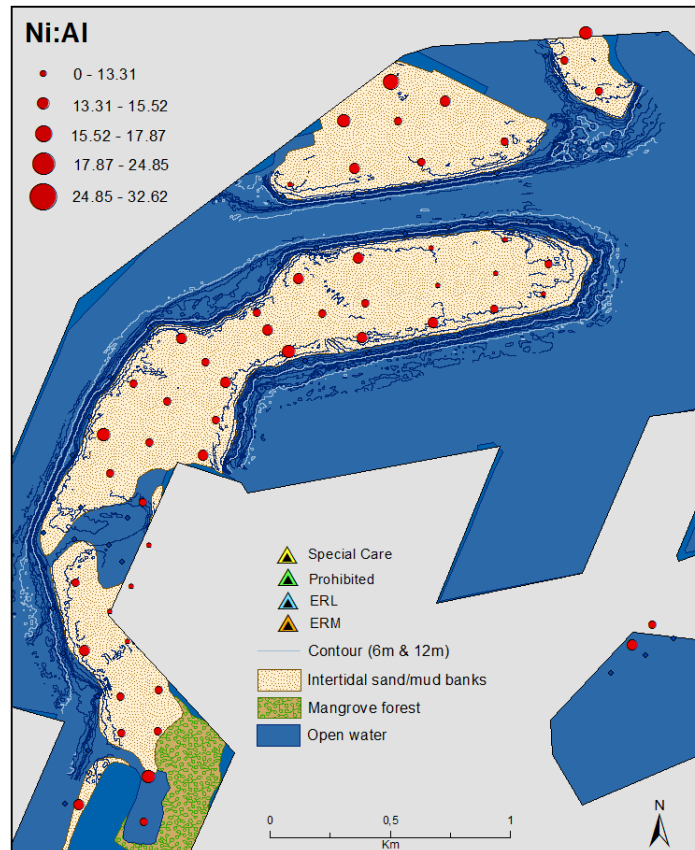 Ni:Al
0 - 13.31
13.31 - 15.52
15.52 - 17.87
17.87 - 24.85
24.85 - 32.62
Special Care
Prohibited
ERL
ERM
Contour (6m & 12m)
Intertidal sand/mud banks
Mangrove forest
Open water
N
0 0,5 1
Km